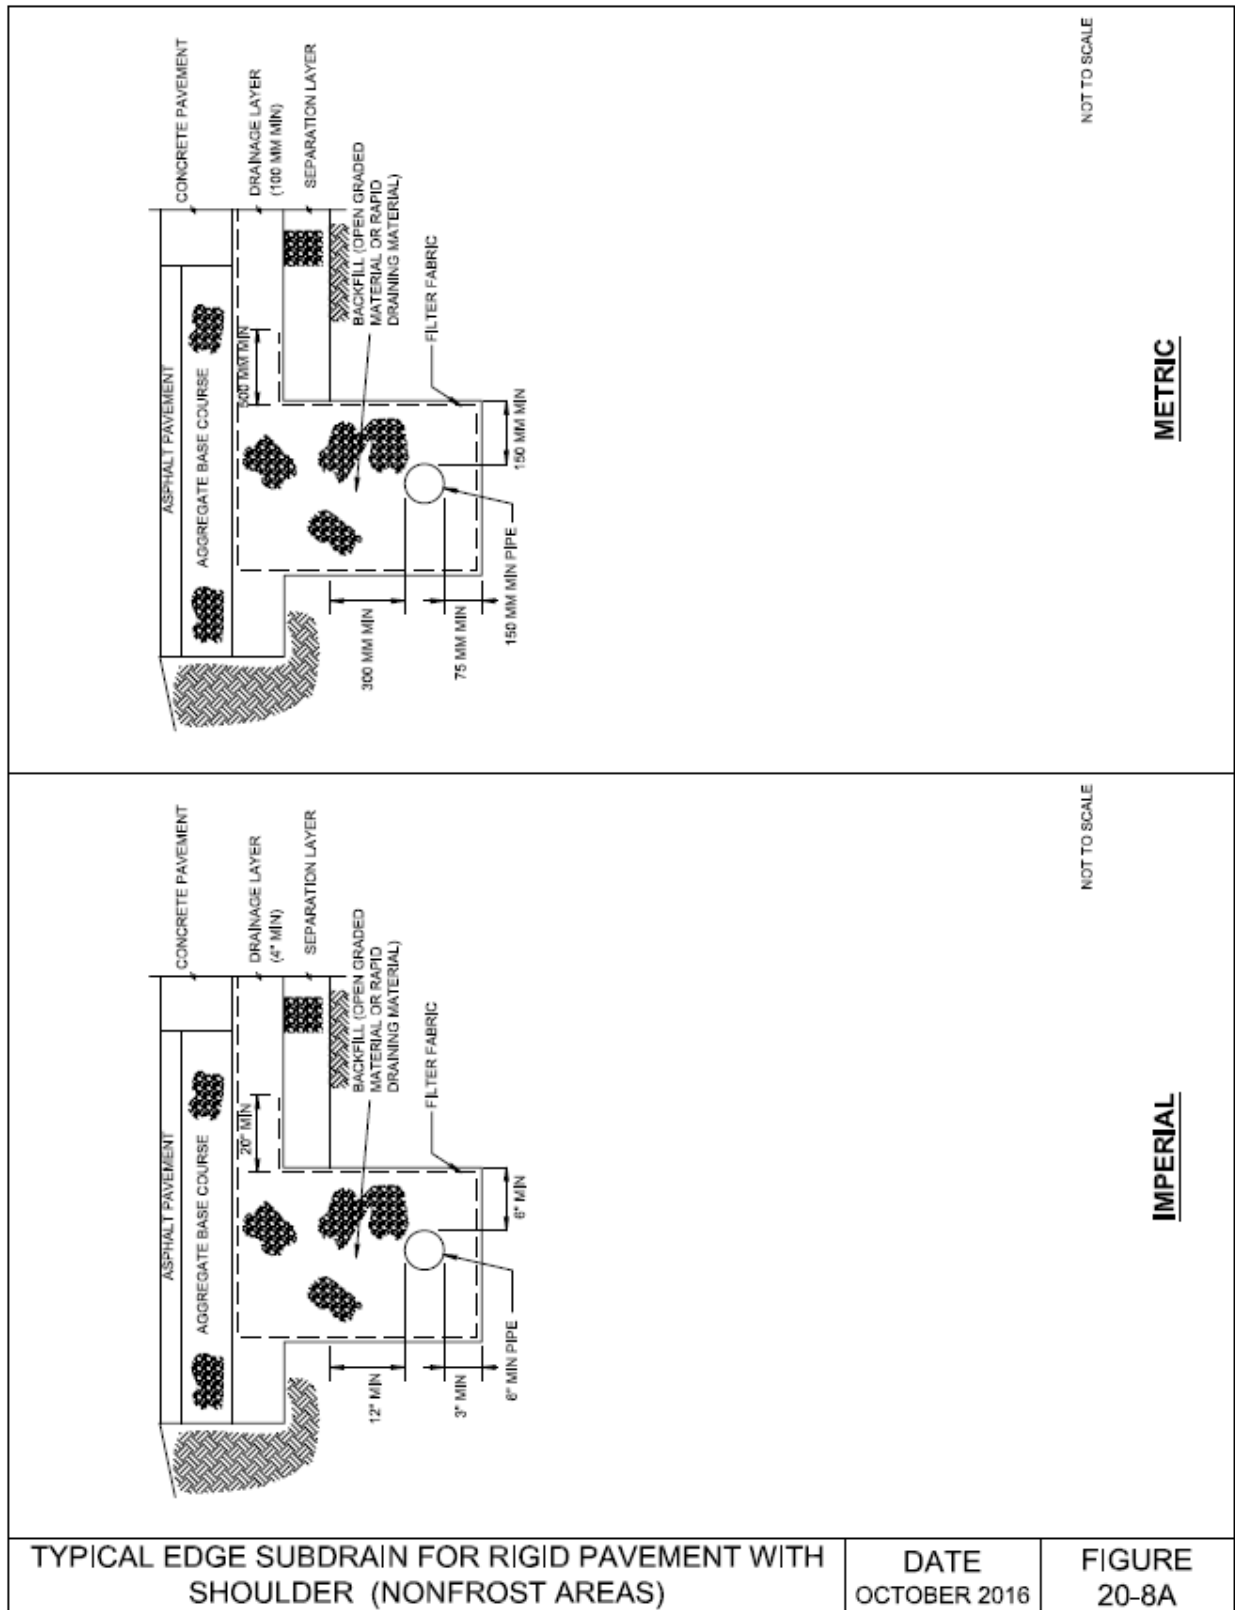 CONCRETE PAVEMENT
DRAINAGE LAYER
(100 MM MIN)
SEPARATION LAYER
ASPHALT PAVEMENT
AGGREGATE BASE COURSE
500 MM MIN
BACKFILL (OPEN GRADED
MATERIAL OR RAPID
DRAINING MATERIAL)
FILTER FABRIC
300 MM MIN
75 MM MIN
150 MM MIN PIPE
150 MM MIN
NOT TO SCALE
METRIC
CONCRETE PAVEMENT
DRAINAGE LAYER
(4" MIN)
SEPARATION LAYER
ASPHALT PAVEMENT
AGGREGATE BASE COURSE
20" MIN
BACKFILL (OPEN GRADED
MATERIAL OR RAPID
DRAINING MATERIAL)
FILTER FABRIC
12" MIN
3" MIN
6" MIN PIPE
6" MIN
NOT TO SCALE
IMPERIAL
TYPICAL EDGE SUBDRAIN FOR RIGID PAVEMENT WITH
SHOULDER (NONFROST AREAS)
DATE
OCTOBER 2016
FIGURE
20-8A